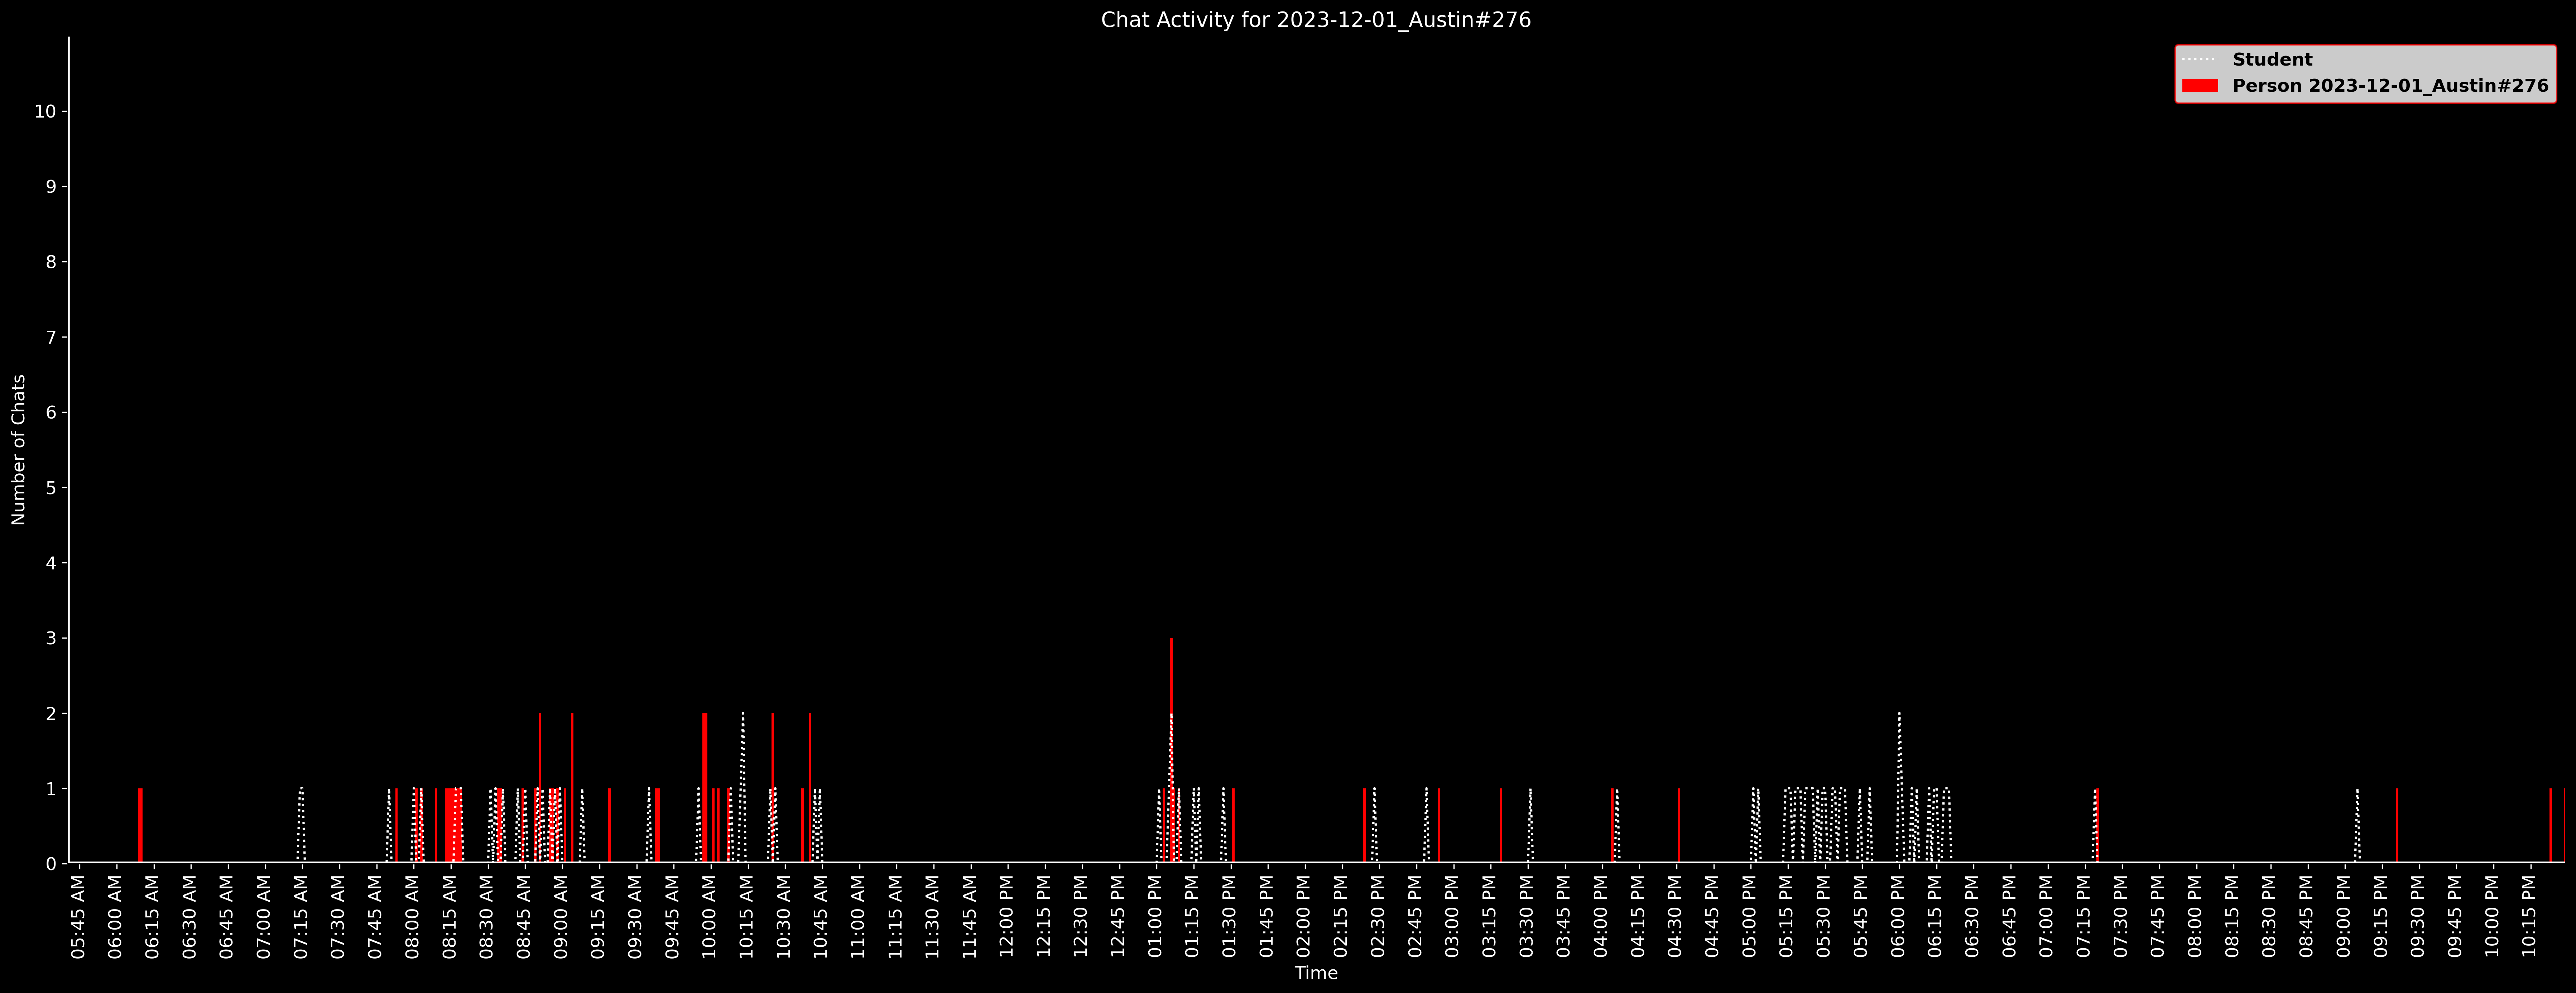 Chat Activity for 2023-12-01_Austin#276
Student
Person 2023-12-01_Austin#276
Number of Chats
10
9
8
7
6
5
4
3
2
1
0
05:45 AM
06:00 AM
06:15 AM
06:30 AM
06:45 AM
07:00 AM
07:15 AM
07:30 AM
07:45 AM
08:00 AM
08:15 AM
08:30 AM
08:45 AM
09:00 AM
09:15 AM
09:30 AM
09:45 AM
10:00 AM
10:15 AM
10:30 AM
10:45 AM
11:00 AM
11:15 AM
11:30 AM
11:45 AM
12:00 PM
12:15 PM
12:30 PM
12:45 PM
01:00 PM
01:15 PM
01:30 PM
01:45 PM
02:00 PM
02:15 PM
02:30 PM
02:45 PM
03:00 PM
03:15 PM
03:30 PM
03:45 PM
04:00 PM
04:15 PM
04:30 PM
04:45 PM
05:00 PM
05:15 PM
05:30 PM
05:45 PM
06:00 PM
06:15 PM
06:30 PM
06:45 PM
07:00 PM
07:15 PM
07:30 PM
07:45 PM
08:00 PM
08:15 PM
08:30 PM
08:45 PM
09:00 PM
09:15 PM
09:30 PM
09:45 PM
10:00 PM
10:15 PM
Time